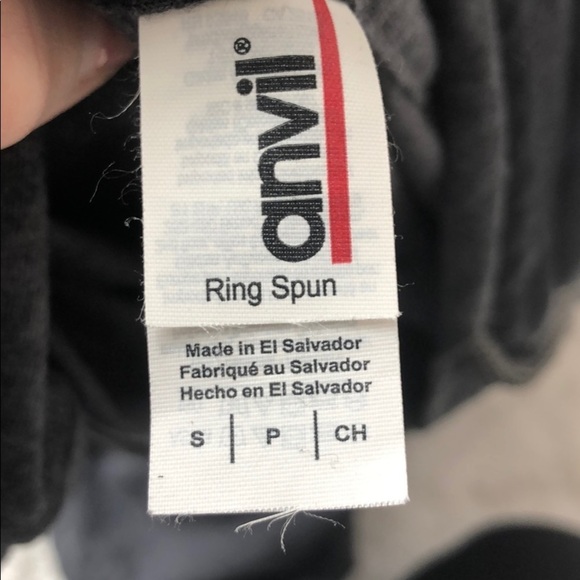 anvil®
Ring Spun
Made in El Salvador
Fabriqué au Salvador
Hecho en El Salvador
S | P | CH